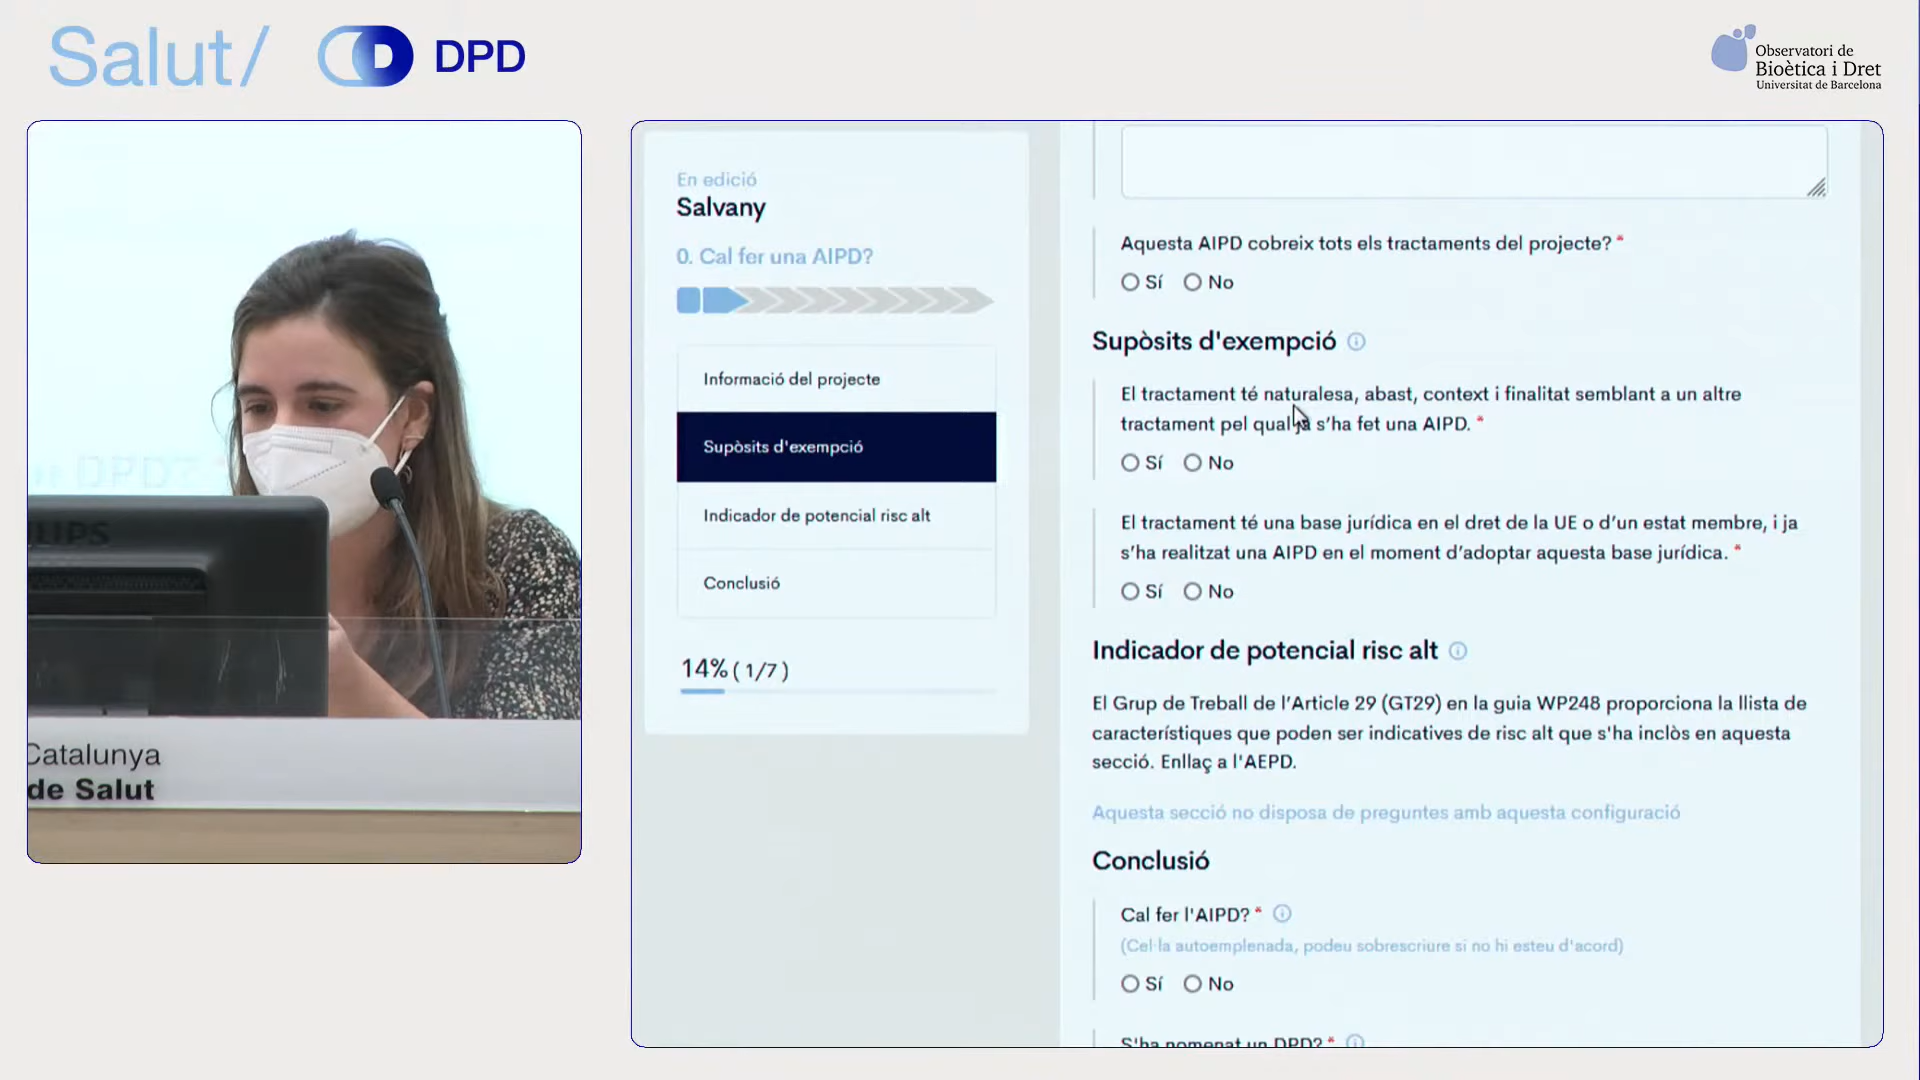 Salut/
D DPD
Observatori de
Bioètica i Dret
Universitat de Barcelona
Catalunya
de Salut
En edició
Salvany
0. Cal fer una AIPD?
Informació del projecte
Supòsits d'exempció
Indicador de potencial risc alt
Conclusió
14% ( 1/7 )
Aquesta AIPD cobreix tots els tractaments del projecte? *
Sí No
Supòsits d'exempció
El tractament té naturalesa, abast, context i finalitat semblant a un altre
tractament pel qual ja s’ha fet una AIPD. *
Sí No
El tractament té una base jurídica en el dret de la UE o d’un estat membre, i ja
s’ha realitzat una AIPD en el moment d’adoptar aquesta base jurídica. *
Sí No
Indicador de potencial risc alt
El Grup de Treball de l’Article 29 (GT29) en la guia WP248 proporciona la llista de
característiques que poden ser indicatives de risc alt que s'ha inclòs en aquesta
secció. Enllaç a l'AEPD.
Aquesta secció no disposa de preguntes amb aquesta configuració
Conclusió
Cal fer l'AIPD? *
(Cel·la autoemplenada, podeu sobrescriure si no hi esteu d'acord)
Sí No
S'ha nomenat un DPD? *